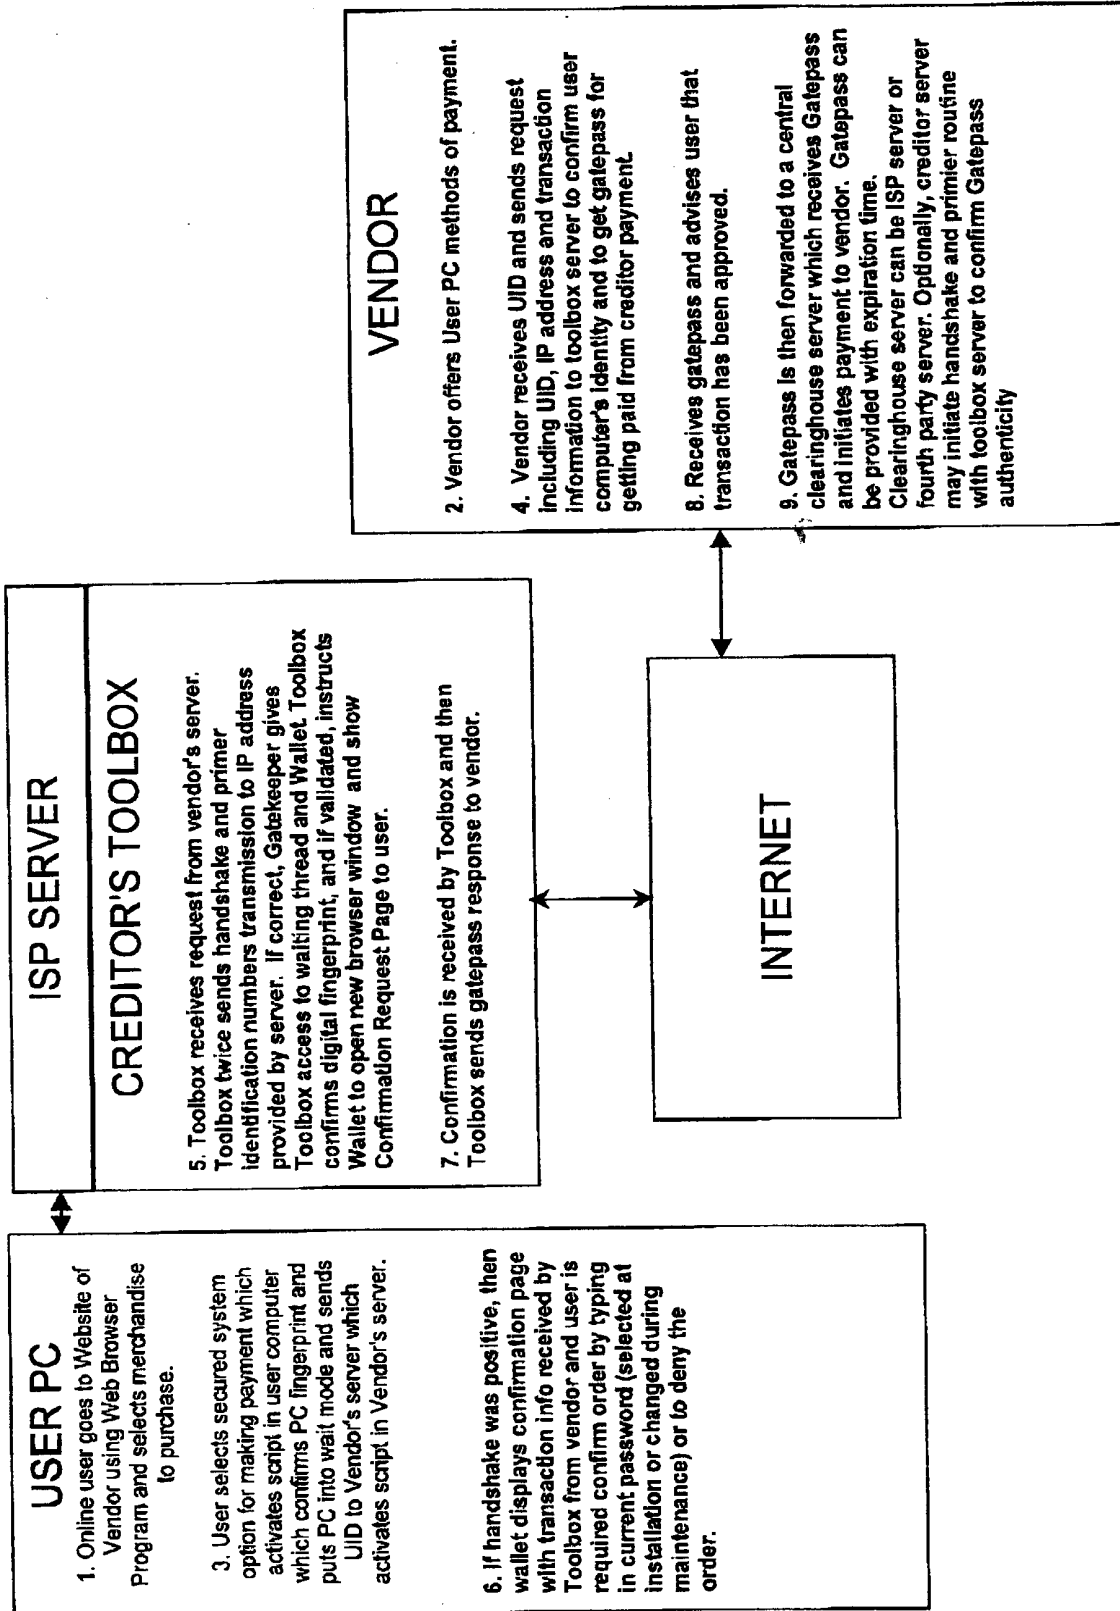 USER PC
1. Online user goes to Website of
Vendor using Web Browser
Program and selects merchandise
to purchase.
3. User selects secured system
option for making payment which
activates script in user computer
which confirms PC fingerprint and
puts PC into wait mode and sends
UID to Vendor's server which
activates script in Vendor's server.
6. If handshake was positive, then
wallet displays confirmation page
with transaction info received by
Toolbox from vendor and user is
required confirm order by typing
in current password (selected at
installation or changed during
maintenance) or to deny the
order.
ISP SERVER
CREDITOR'S TOOLBOX
5. Toolbox receives request from vendor's server.
Toolbox twice sends handshake and primer
identification numbers transmission to IP address
provided by server. If correct, Gatekeeper gives
Toolbox access to waiting thread and Wallet. Toolbox
confirms digital fingerprint, and if validated, instructs
Wallet to open new browser window and show
Confirmation Request Page to user.
7. Confirmation is received by Toolbox and then
Toolbox sends gatepass response to vendor.
INTERNET
VENDOR
2. Vendor offers User PC methods of payment.
4. Vendor receives UID and sends request
including UID, IP address and transaction
information to toolbox server to confirm user
computer's identity and to get gatepass for
getting paid from creditor payment.
8. Receives gatepass and advises user that
transaction has been approved.
9. Gatepass is then forwarded to a central
clearinghouse server which receives Gatepass
and initiates payment to vendor. Gatepass can
be provided with expiration time.
Clearinghouse server can be ISP server or
fourth party server. Optionally, creditor server
may initiate handshake and primier routine
with toolbox server to confirm Gatepass
authenticity